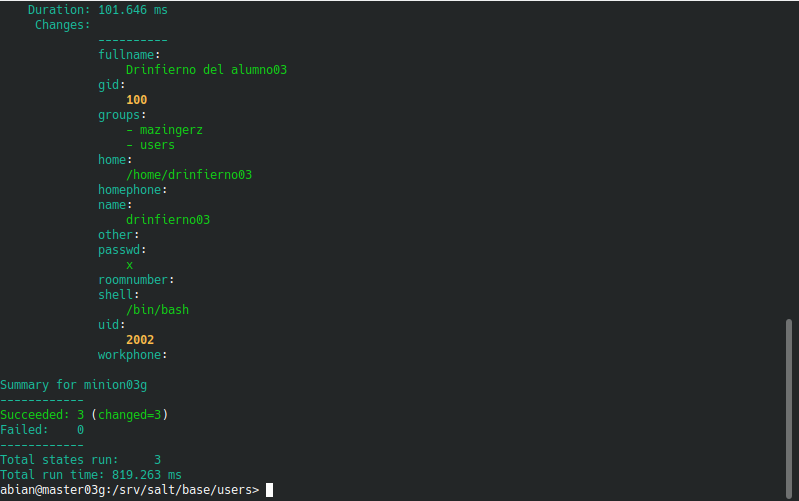 Duration: 101.646 ms
Changes:
----------
fullname:
Drinfierno del alumno03
gid:
100
groups:
- mazingerz
- users
home:
/home/drinfierno03
homephone:
name:
drinfierno03
other:
passwd:
x
roomnumber:
shell:
/bin/bash
uid:
2002
workphone:
Summary for minion03g
------------
Succeeded: 3 (changed=3)
Failed:    0
------------
Total states run:     3
Total run time: 819.263 ms
abian@master03g:/srv/salt/base/users>